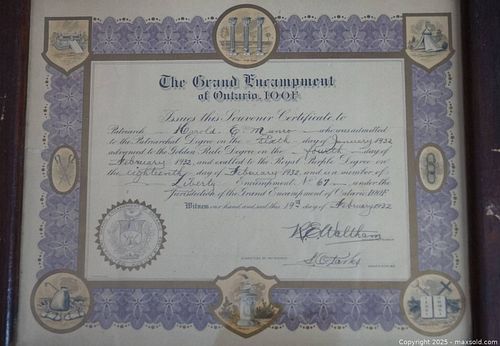 The Grand Encampment
of Ontario, I.O.O.F.
Issues this Souvenir Certificate to
Patriarch Harold E. Munro who was admitted
to the Patriarchal Degree on the Sixth day of January 1932
advanced to the Golden Rule Degree on the fourth day of
February 1932, and exalted to the Royal Purple Degree on
the eighteenth day of February 1932 and is a member of
Liberty Encampment No 67 under the
Jurisdiction of the Grand Encampment of Ontario I.O.O.F.
Witness our hand and seal this 19th day of February 1932
Copyright 2025 - maxsold.com